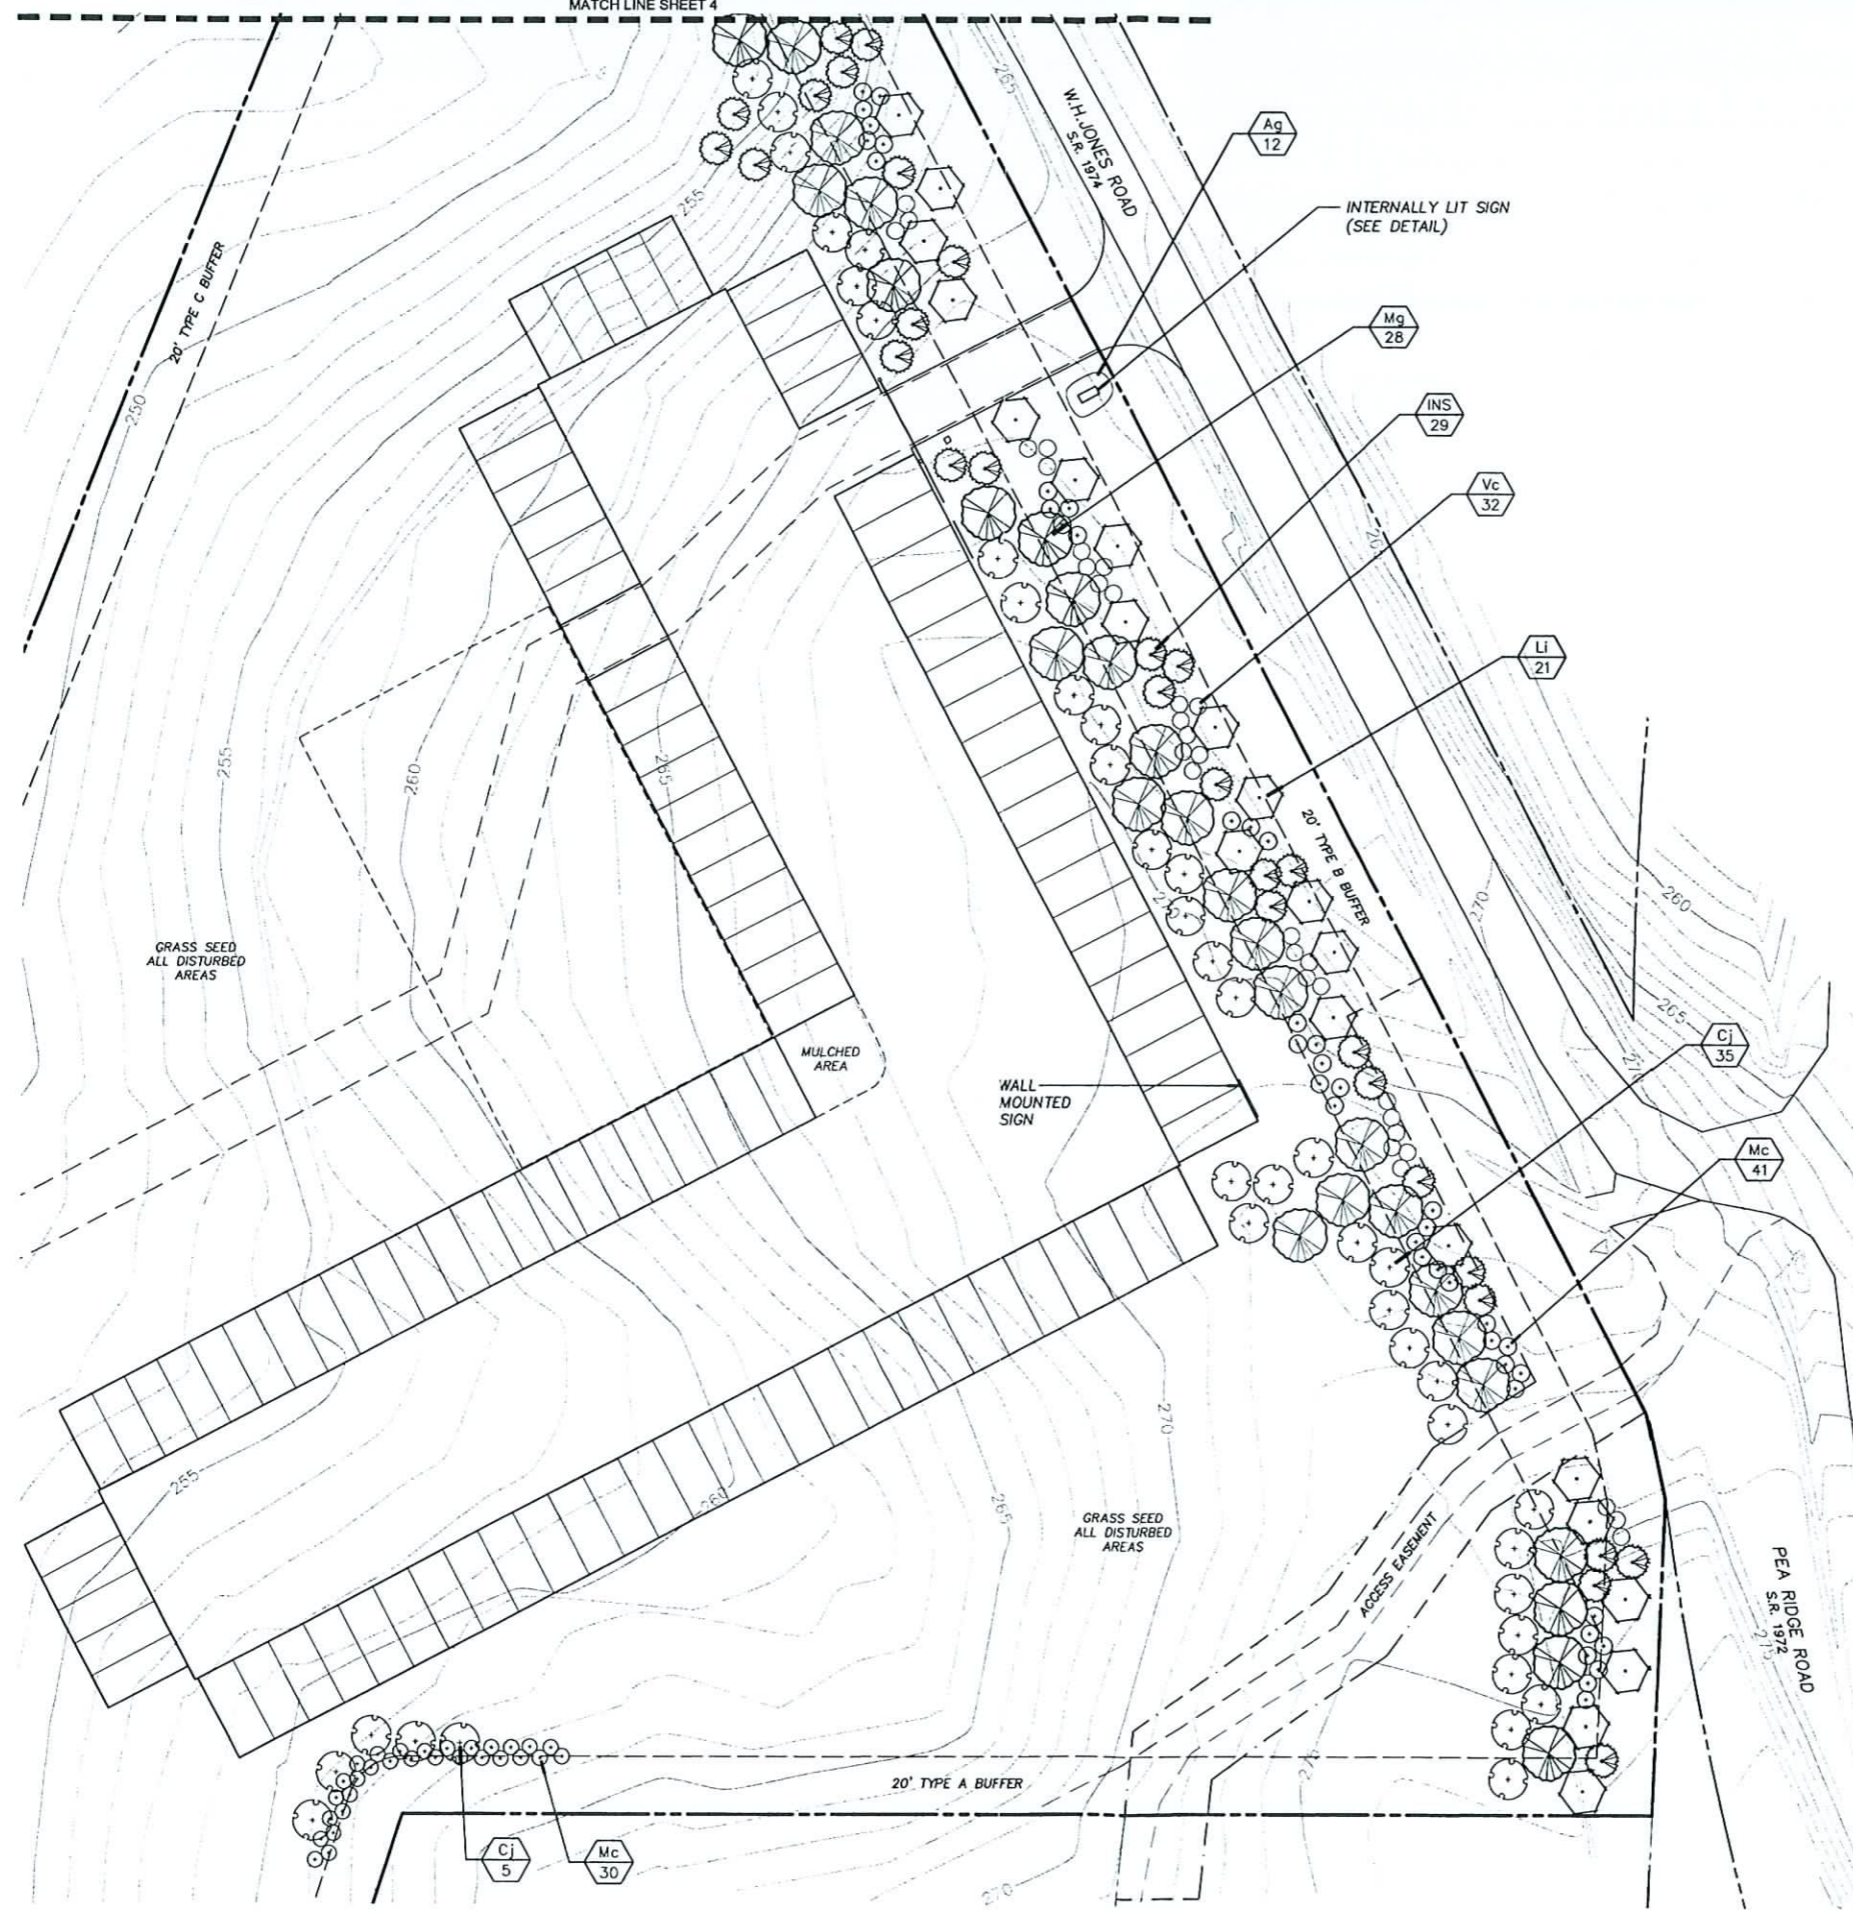 MATCH LINE SHEET 4
265
W.H.JONES ROAD
S.R. 1974
Ag
12
INTERNALLY LIT SIGN
(SEE DETAIL)
255
20' TYPE C BUFFER
Mg
28
250
INS
29
Vc
32
Li
21
255
260
265
20' TYPE B BUFFER
260
270
GRASS SEED
ALL DISTURBED
AREAS
265
Cj
35
MULCHED
AREA
270
WALL
MOUNTED
SIGN
Mc
41
270
255
260
265
GRASS SEED
ALL DISTURBED
AREAS
ACCESS EASEMENT
PEA RIDGE ROAD
S.R. 1972
275
20' TYPE A BUFFER
Cj
5
Mc
30
270